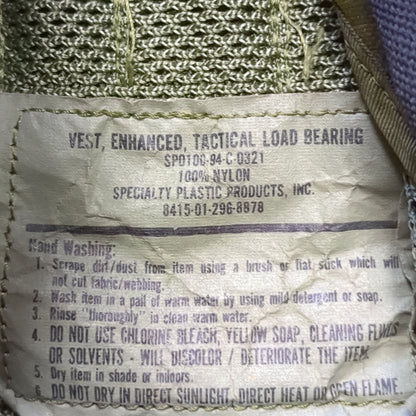 VEST, ENHANCED, TACTICAL LOAD BEARING
SP0100-94-C-0321
100% NYLON
SPECIALTY PLASTIC PRODUCTS, INC.
8415-01-296-8878
Hand Washing:
1. Scrape dirt/dust from item using a brush or flat stick which will
not cut fabric/webbing.
2. Wash item in a pail of warm water by using mild detergent or soap.
3. Rinse "thoroughly" in clean warm water.
4. DO NOT USE CHLORINE BLEACH, YELLOW SOAP, CLEANING FLUIDS
OR SOLVENTS - WILL DISCOLOR / DETERIORATE THE ITEM.
5. Dry item in shade or indoors.
6. DO NOT DRY IN DIRECT SUNLIGHT, DIRECT HEAT OR OPEN FLAME.